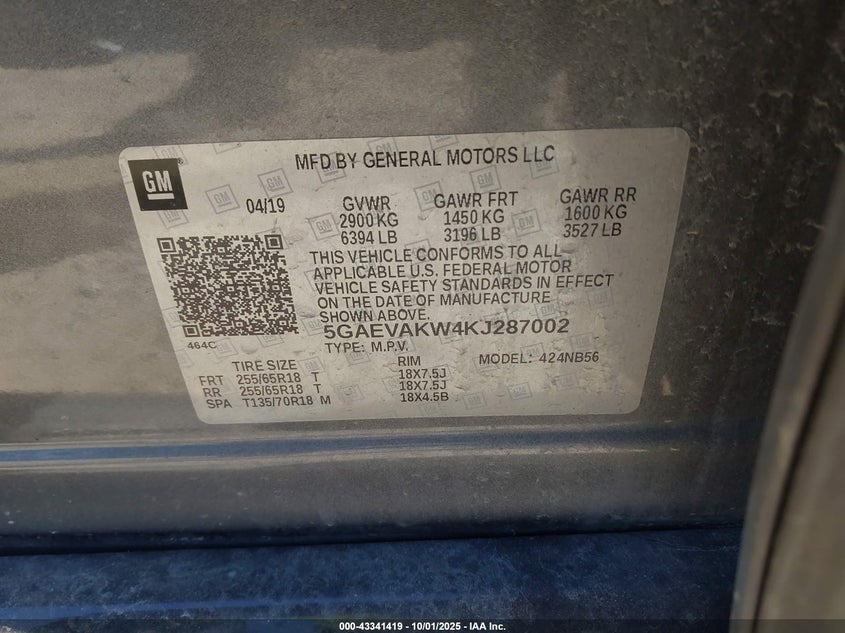 MFD BY GENERAL MOTORS LLC
GM
04/19 GVWR GAWR FRT GAWR RR
2900 KG 1450 KG 1600 KG
6394 LB 3196 LB 3527 LB
THIS VEHICLE CONFORMS TO ALL
APPLICABLE U.S. FEDERAL MOTOR
VEHICLE SAFETY STANDARDS IN EFFECT
ON THE DATE OF MANUFACTURE
SHOWN ABOVE.
464C
5GAEVAKW4KJ287002
TYPE: M.P.V. MODEL: 424NB56
TIRE SIZE RIM
FRT 255/65R18 T 18X7.5J
RR 255/65R18 T 18X7.5J
SPA T135/70R18 M 18X4.5B
000-43341419 - 10/01/2025 - IAA Inc.